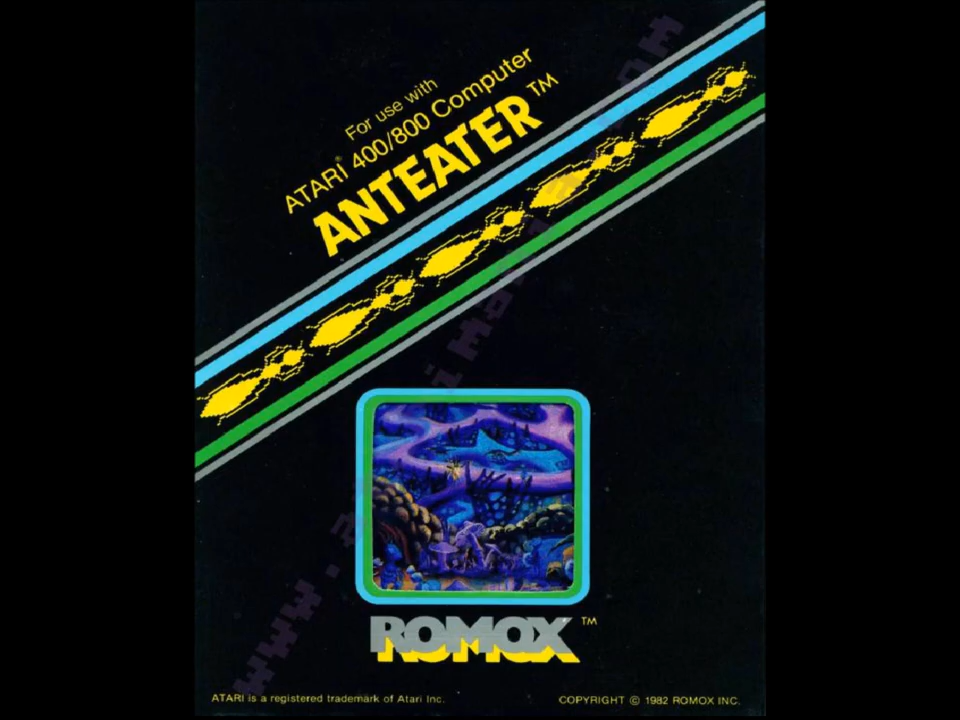 For use with
ATARI® 400/800 Computer
ANTEATER™
ROMOX™
ATARI is a registered trademark of Atari Inc.
COPYRIGHT © 1982 ROMOX INC.